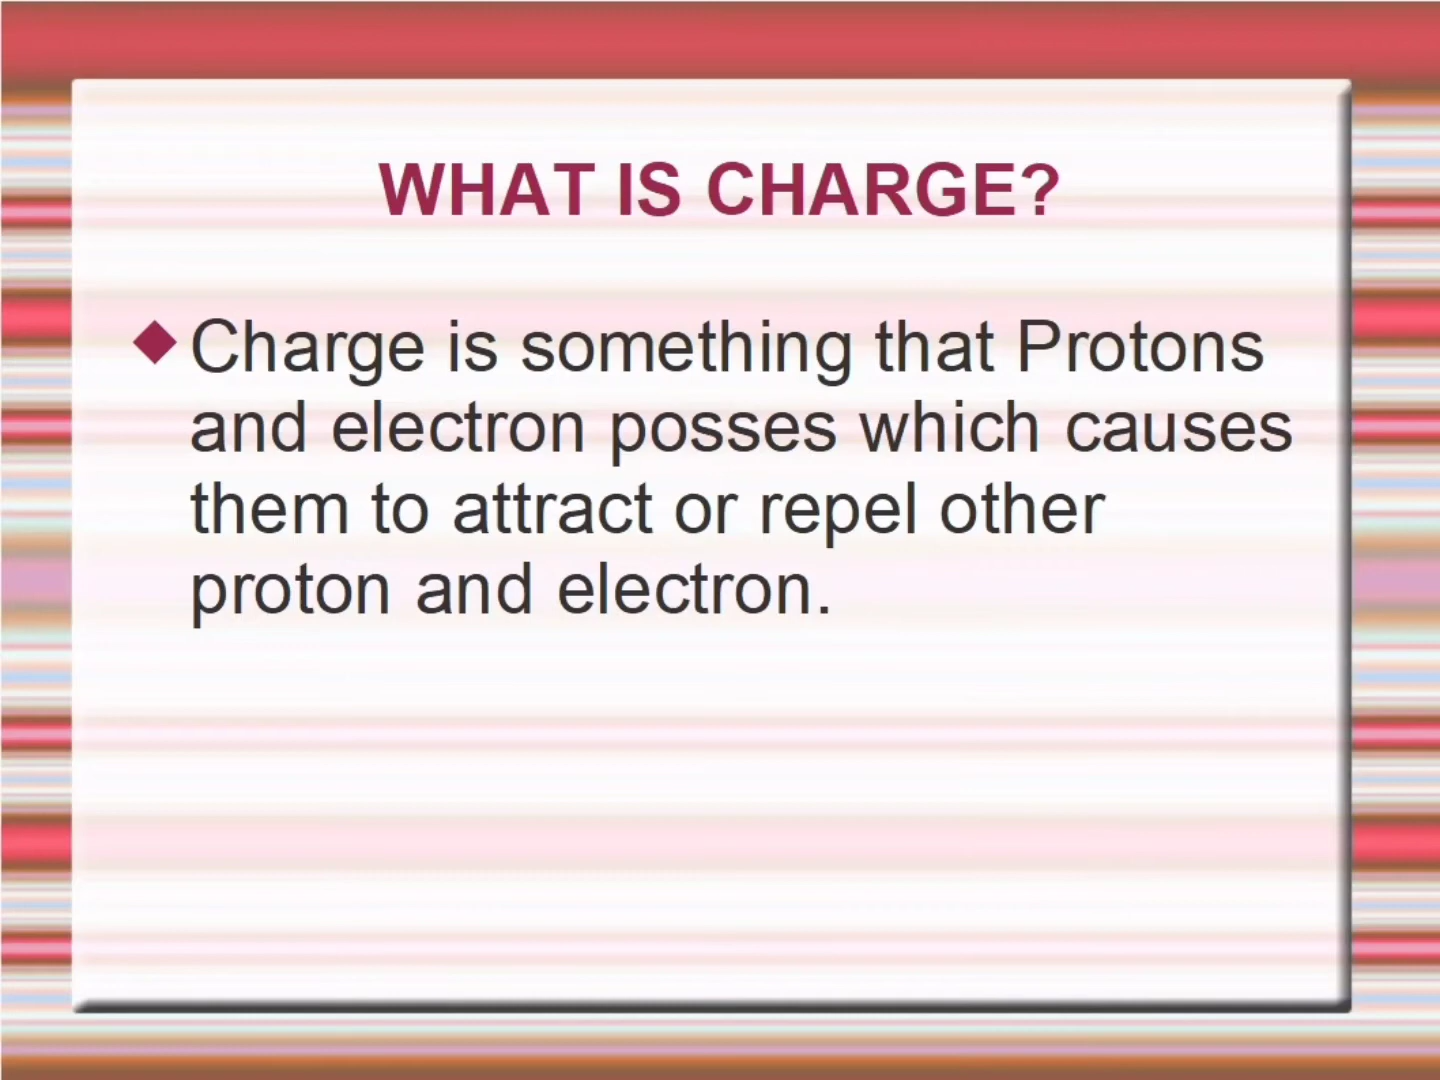 WHAT IS CHARGE?
Charge is something that Protons
and electron posses which causes
them to attract or repel other
proton and electron.